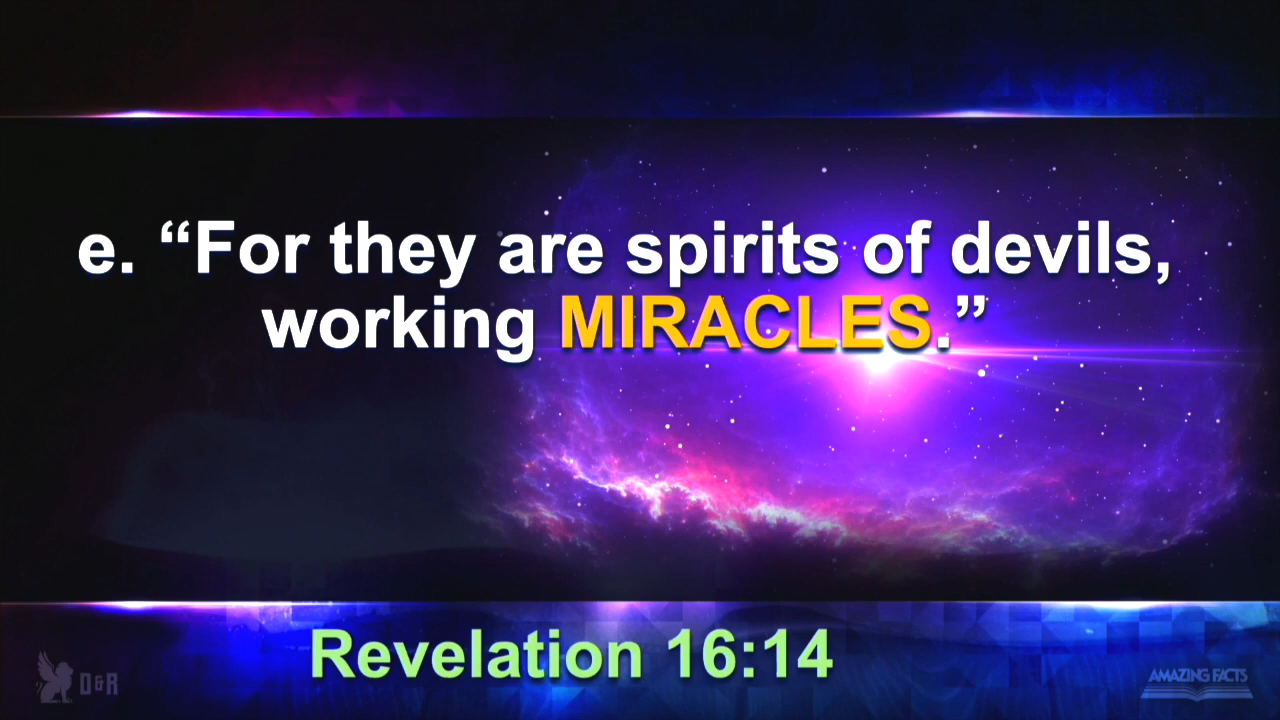 e. “For they are spirits of devils,
working MIRACLES.”
Revelation 16:14
D&R
AMAZING FACTS